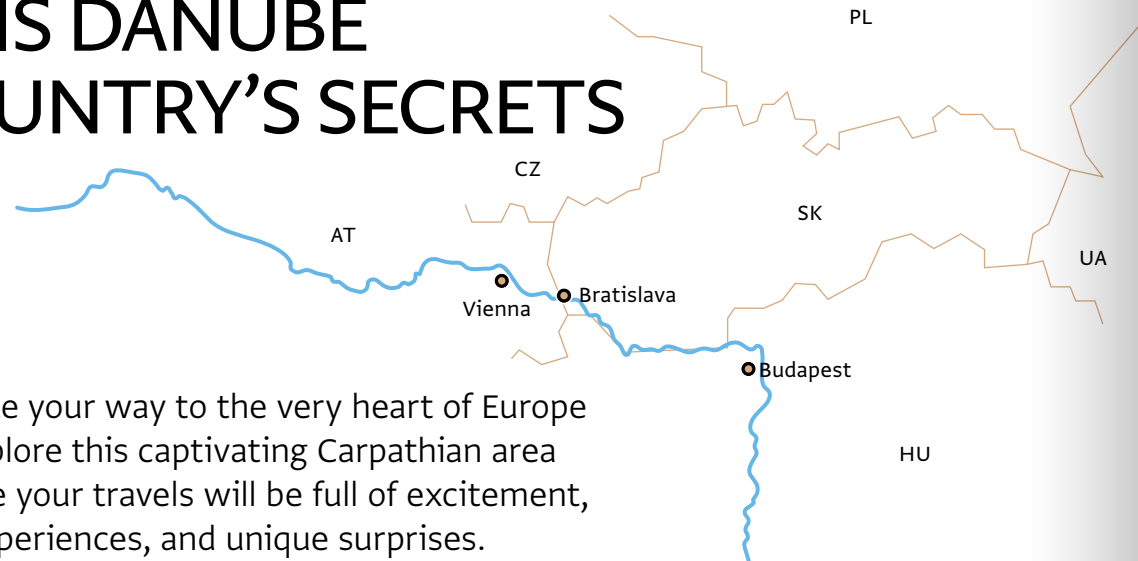 IS DANUBE
UNTRY’S SECRETS
PL
CZ
SK
AT
UA
Vienna
Bratislava
Budapest
HU
e your way to the very heart of Europe
plore this captivating Carpathian area
e your travels will be full of excitement,
periences, and unique surprises.